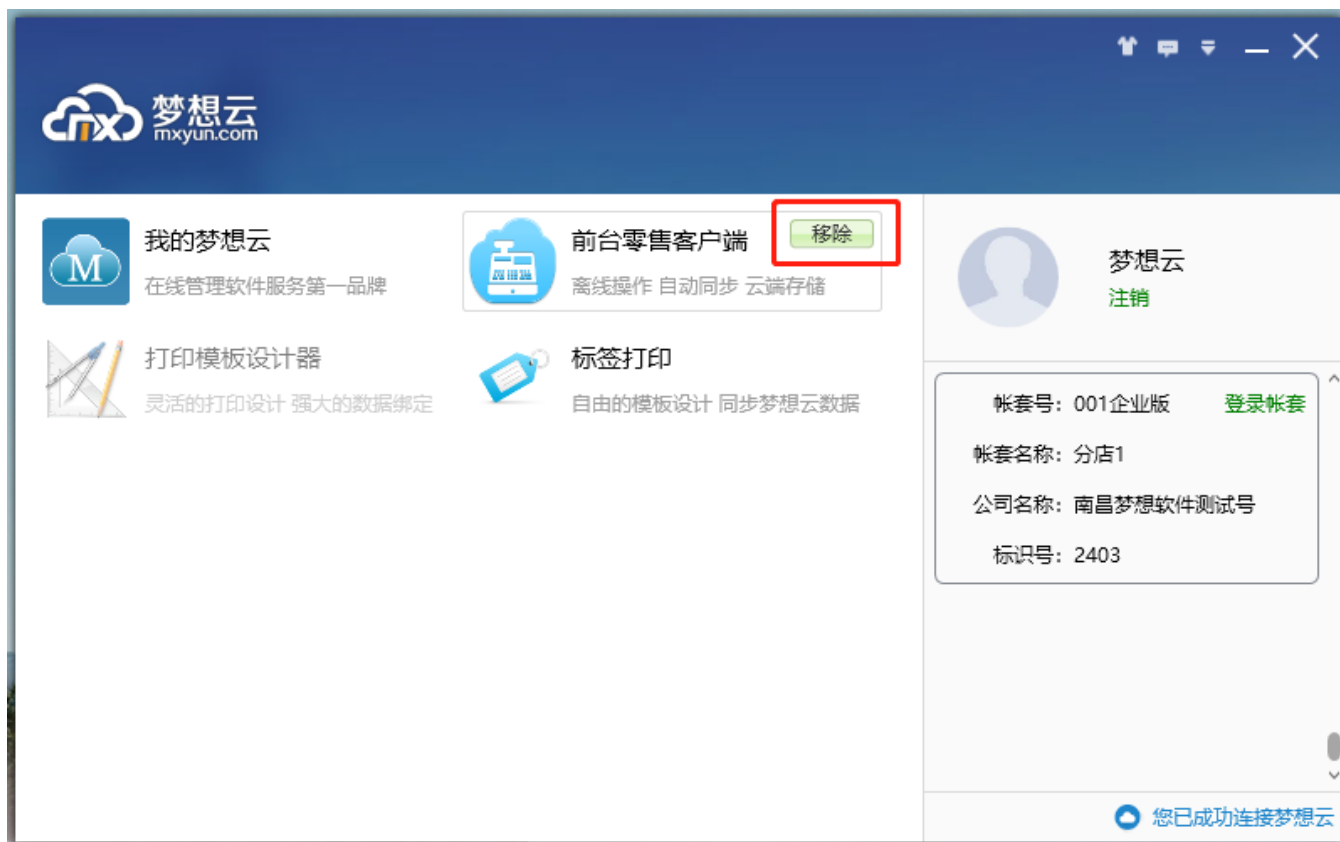 梦想云
mxyun.com
我的梦想云
在线管理软件服务第一品牌
前台零售客户端
移除
离线操作 自动同步 云端存储
打印模板设计器
灵活的打印设计 强大的数据绑定
标签打印
自由的模板设计 同步梦想云数据
梦想云
注销
帐套号：001企业版 登录帐套
帐套名称：分店1
公司名称：南昌梦想软件测试号
标识号：2403
您已成功连接梦想云